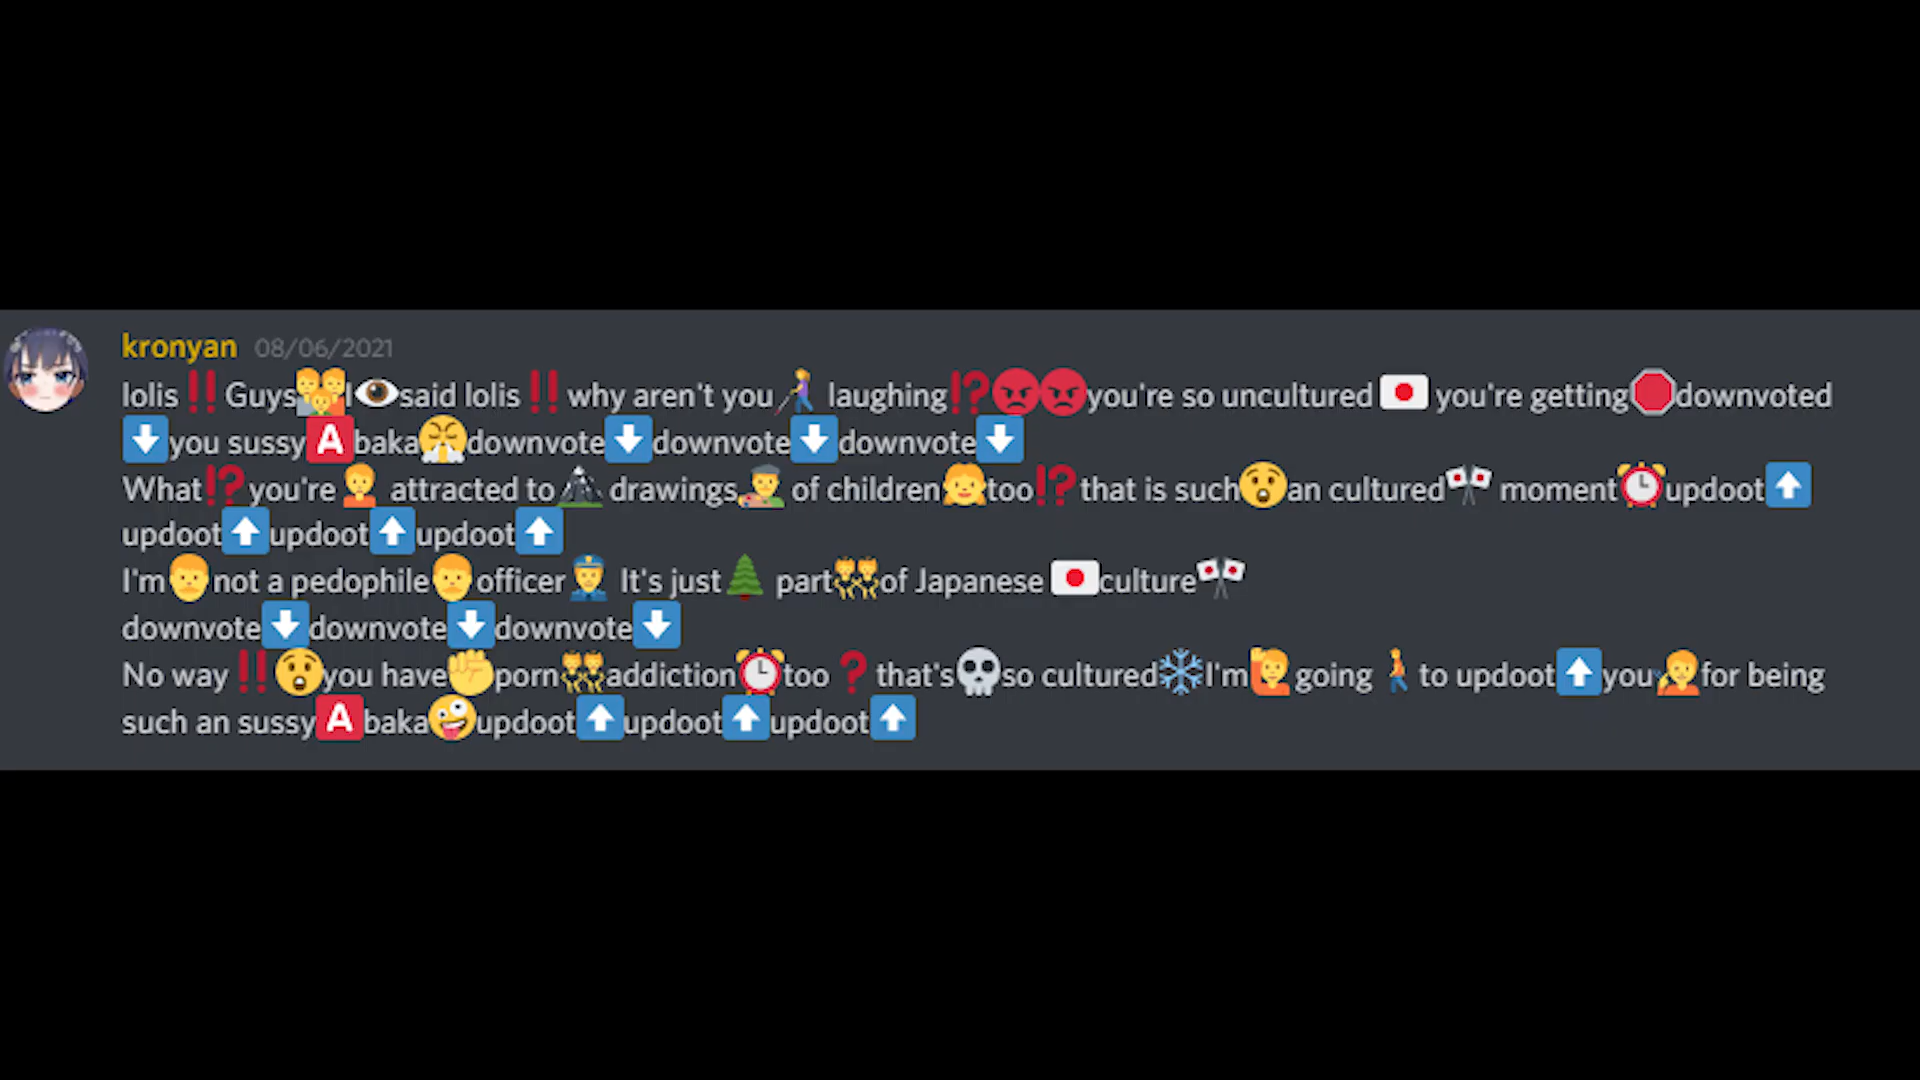 kronyan 08/06/2021
lolis‼️Guys👨‍👩‍👦I👁️said lolis‼️why aren't you👩‍🦯laughing⁉️😡😡you're so uncultured🇯🇵you're getting🛑downvoted
⬇️you sussy🅰️baka😤downvote⬇️downvote⬇️downvote⬇️
What⁉️you're🙎‍♂️attracted to⛰️drawings👨‍🎨of children👧too⁉️that is such😲an cultured🎌moment⏰updoot⬆️
updoot⬆️updoot⬆️updoot⬆️
I'm👨not a pedophile👨officer👮‍♂️It's just🌲part👯of Japanese🇯🇵culture🎌
downvote⬇️downvote⬇️downvote⬇️
No way‼️😲you have✊porn👯addiction⏰too❓that's💀so cultured❄️I'm🙋‍♂️going🚶to updoot⬆️you💇‍♂️for being
such an sussy🅰️baka🤪updoot⬆️updoot⬆️updoot⬆️